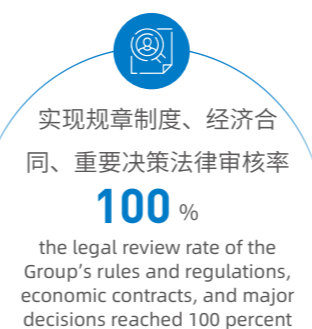 实现规章制度、经济合
同、重要决策法律审核率
100 %
the legal review rate of the
Group’s rules and regulations,
economic contracts, and major
decisions reached 100 percent